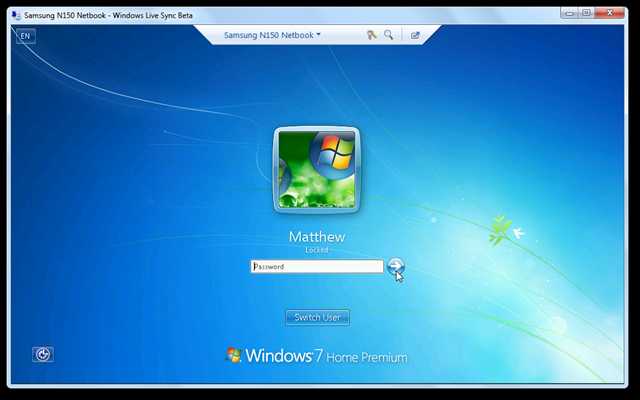 Samsung N150 Netbook - Windows Live Sync Beta
EN
Samsung N150 Netbook
Matthew
Locked
Password
Switch User
Windows 7 Home Premium